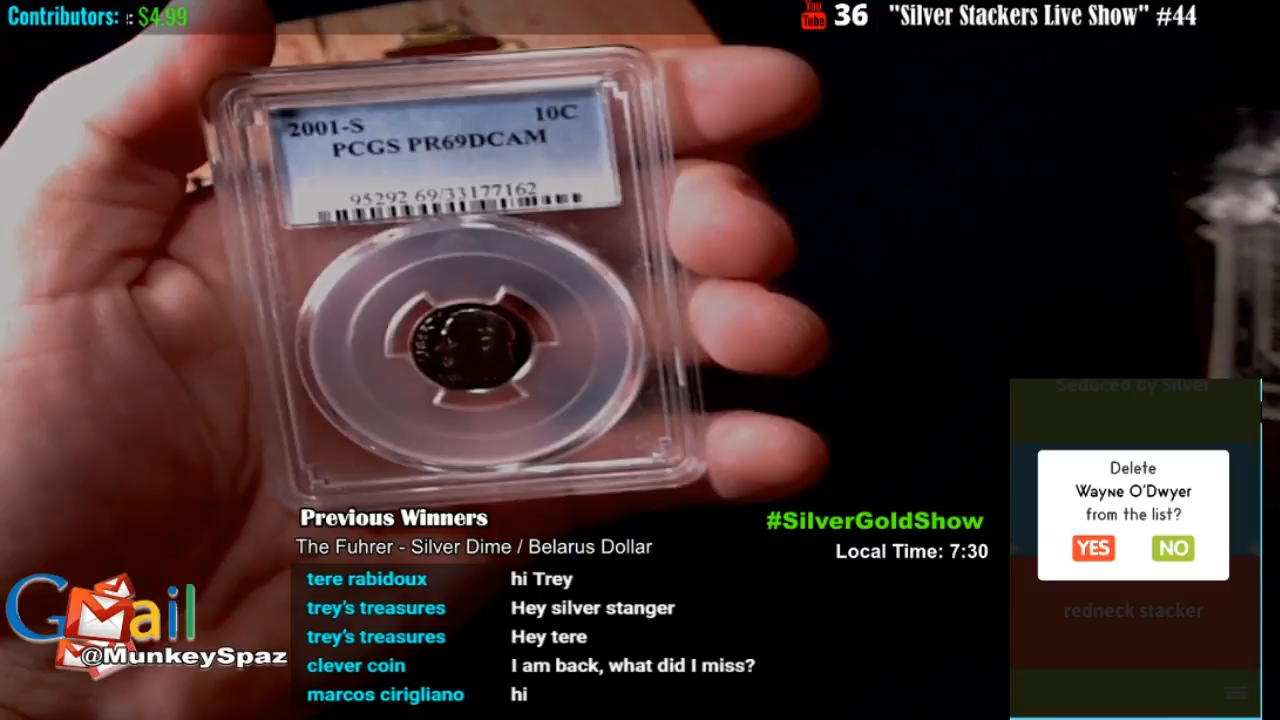 Contributors: : $4.99
You Tube 36 "Silver Stackers Live Show" #44
2001-S 10C
PCGS PR69DCAM
95292.69/33177162
Seduced by Silver
Delete
Wayne O'Dwyer
from the list?
YES NO
redneck stacker
Previous Winners
#SilverGoldShow
The Fuhrer - Silver Dime / Belarus Dollar
Local Time: 7:30
tere rabidoux hi Trey
trey's treasures Hey silver stanger
trey's treasures Hey tere
clever coin I am back, what did I miss?
marcos cirigliano hi
Gmail
@MunkeySpaz